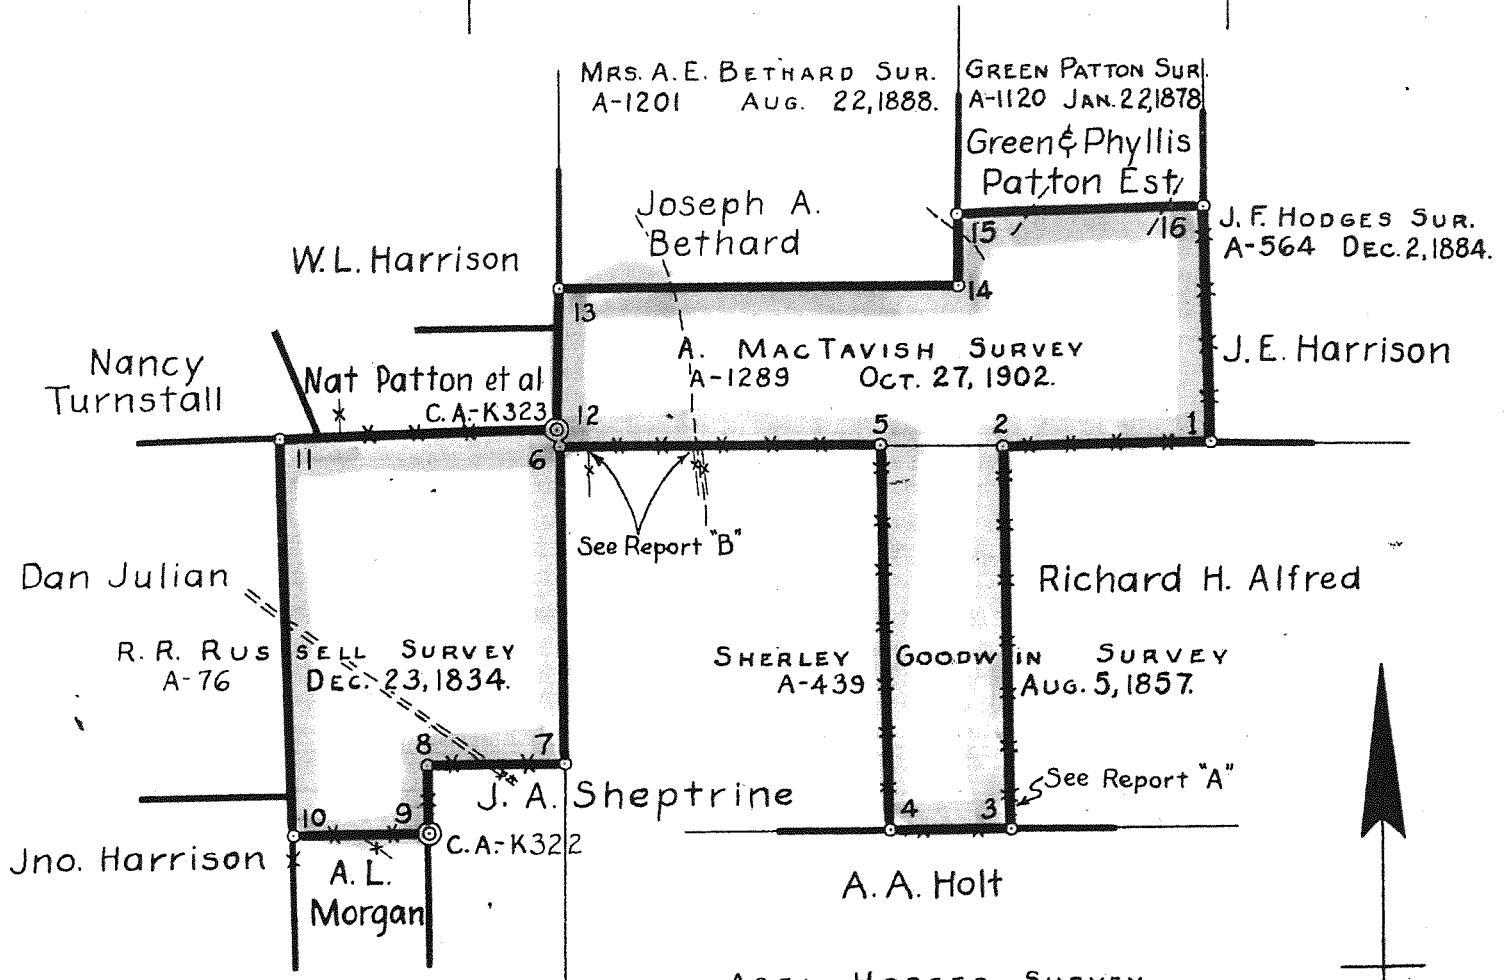 MRS. A. E. BETHARD SUR.
A-1201 AUG. 22, 1888.
GREEN PATTON SUR.
A-1120 JAN. 22, 1878
Green & Phyllis
Patton Est.
Joseph A.
Bethard
15
16
J. F. HODGES SUR.
A-564 DEC. 2, 1884.
W. L. Harrison
14
13
A. MACTAVISH SURVEY
A-1289 OCT. 27, 1902.
J. E. Harrison
Nancy
Turnstall
Nat Patton et al
C.A.-K323
12
5
2
1
11
6
See Report "B"
Dan Julian
Richard H. Alfred
R. R. RUSSELL SURVEY
A-76 DEC. 23, 1834.
SHERLEY GOODWIN SURVEY
A-439 AUG. 5, 1857.
8
7
See Report "A"
J. A. Sheptrine
10
9
4
3
C.A.-K322
Jno. Harrison
A. L.
Morgan
A. A. Holt
HODGES SURVEY